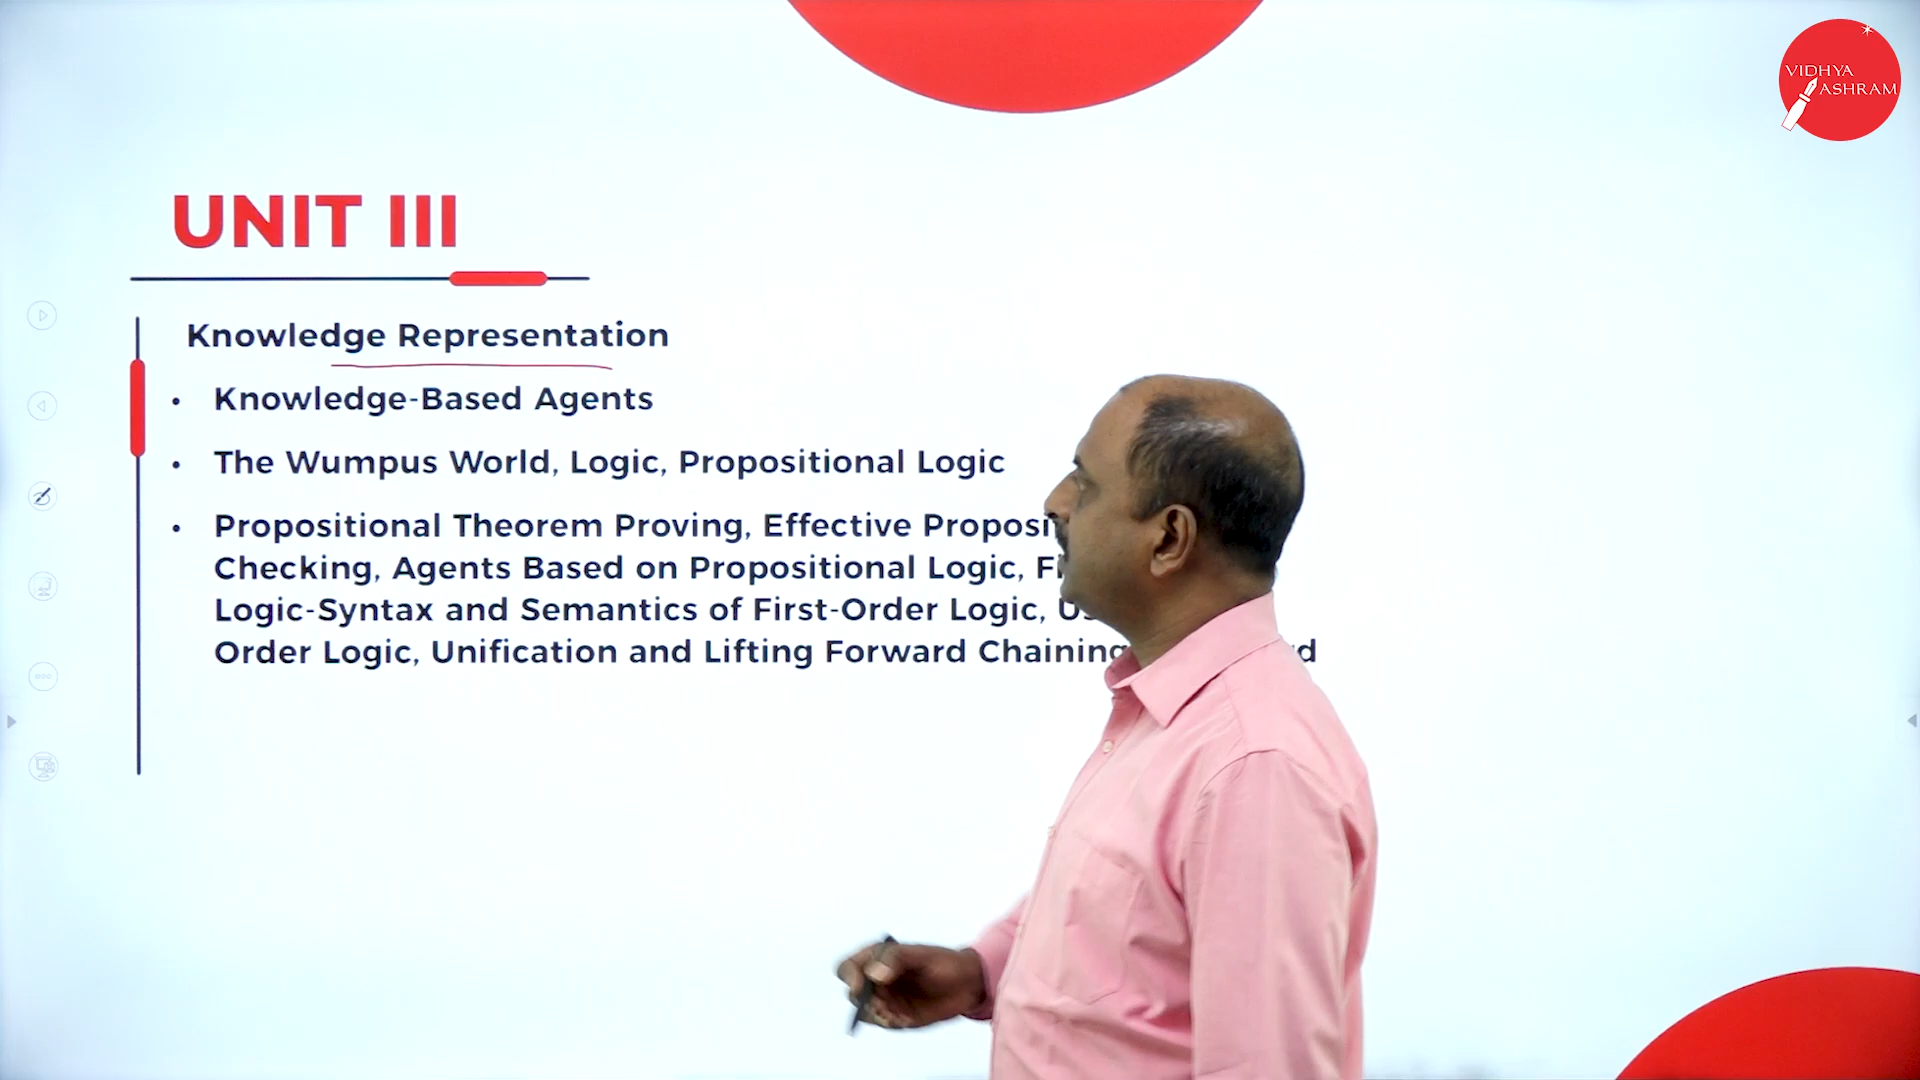 VIDHYA
ASHRAM
UNIT III
Knowledge Representation
• Knowledge-Based Agents
• The Wumpus World, Logic, Propositional Logic
• Propositional Theorem Proving, Effective
Checking, Agents Based on Propositional Logic,
Logic-Syntax and Semantics of First-Order Logic,
Order Logic, Unification and Lifting Forward Chaining